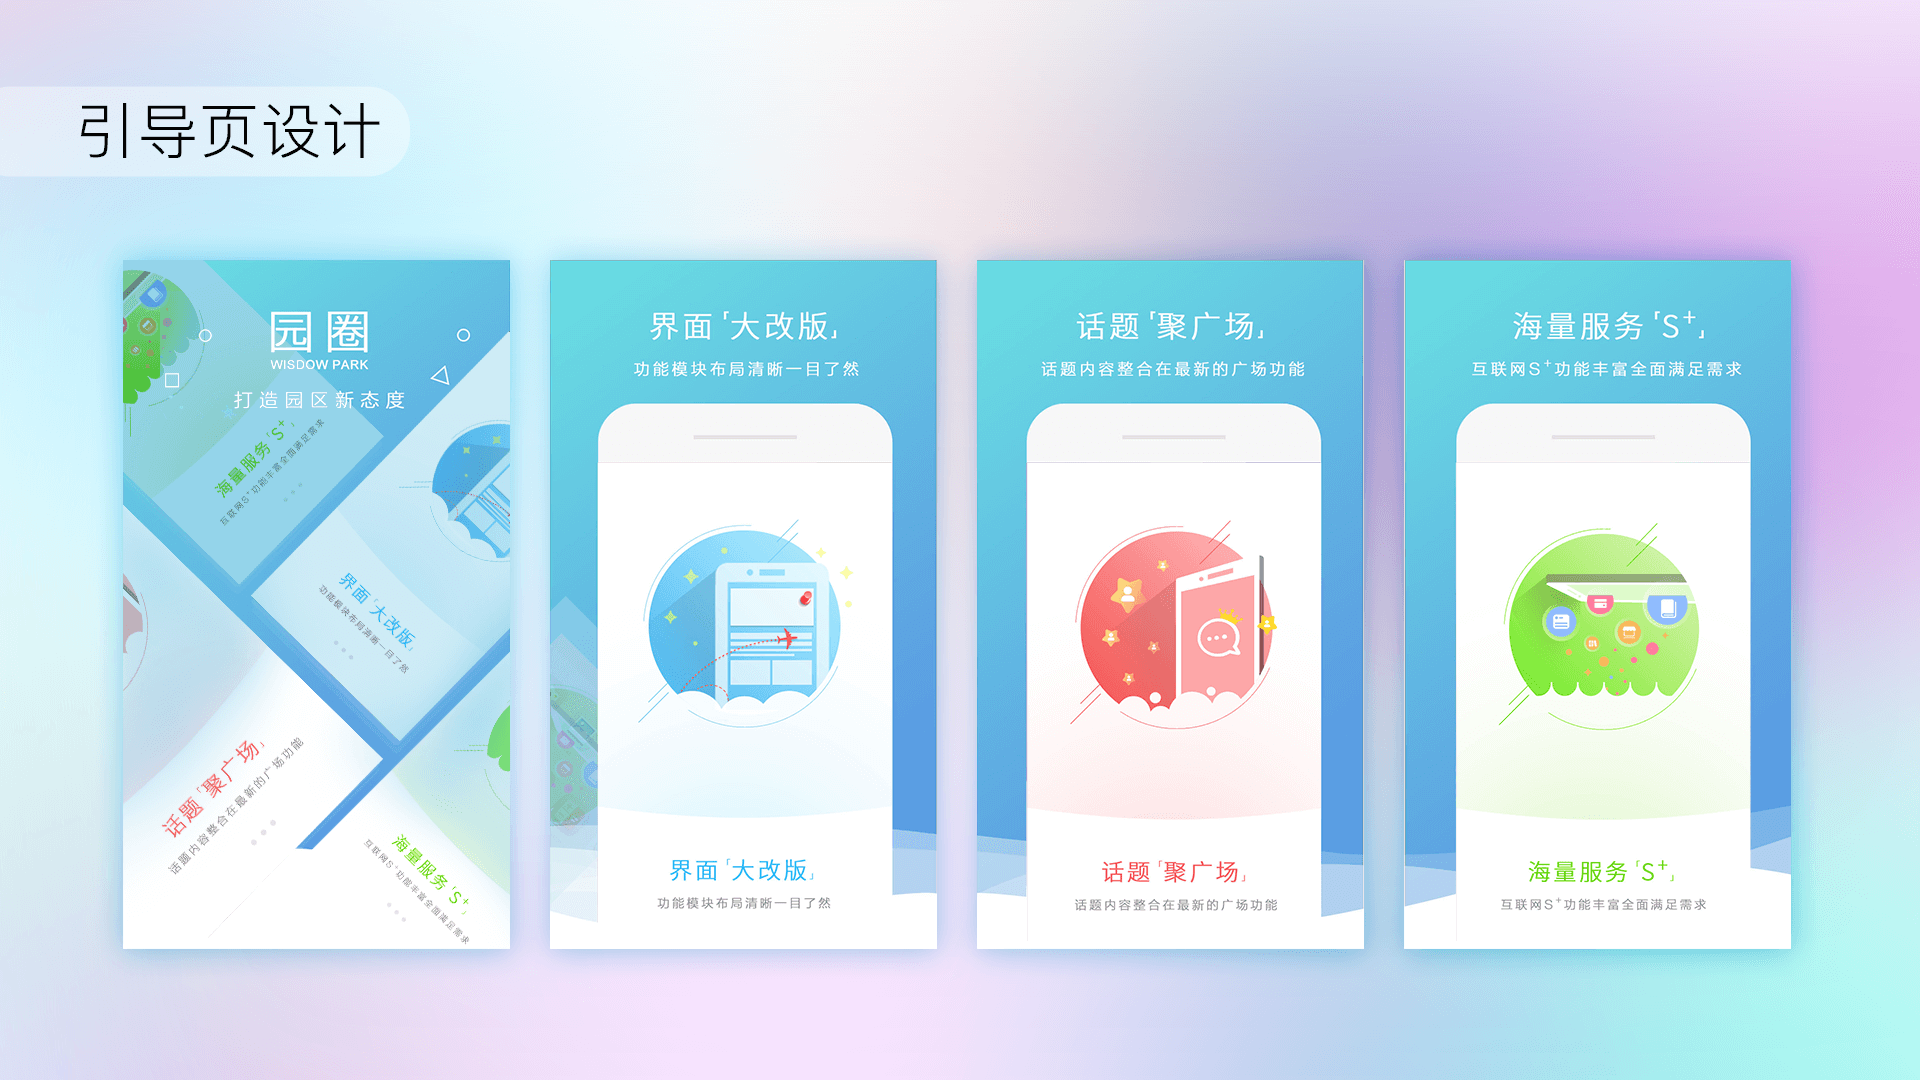 引导页设计
园圈
WISDOW PARK
打造园区新态度
海量服务「S⁺」
互联网S⁺功能丰富全面满足需求
界面「大改版」
功能模块布局清晰一目了然
话题「聚广场」
话题内容整合在最新的广场功能
海量服务「S⁺」
互联网S⁺功能丰富全面满足需求
界面「大改版」
功能模块布局清晰一目了然
界面「大改版」
功能模块布局清晰一目了然
话题「聚广场」
话题内容整合在最新的广场功能
话题「聚广场」
话题内容整合在最新的广场功能
海量服务「S⁺」
互联网S⁺功能丰富全面满足需求
海量服务「S⁺」
互联网S⁺功能丰富全面满足需求